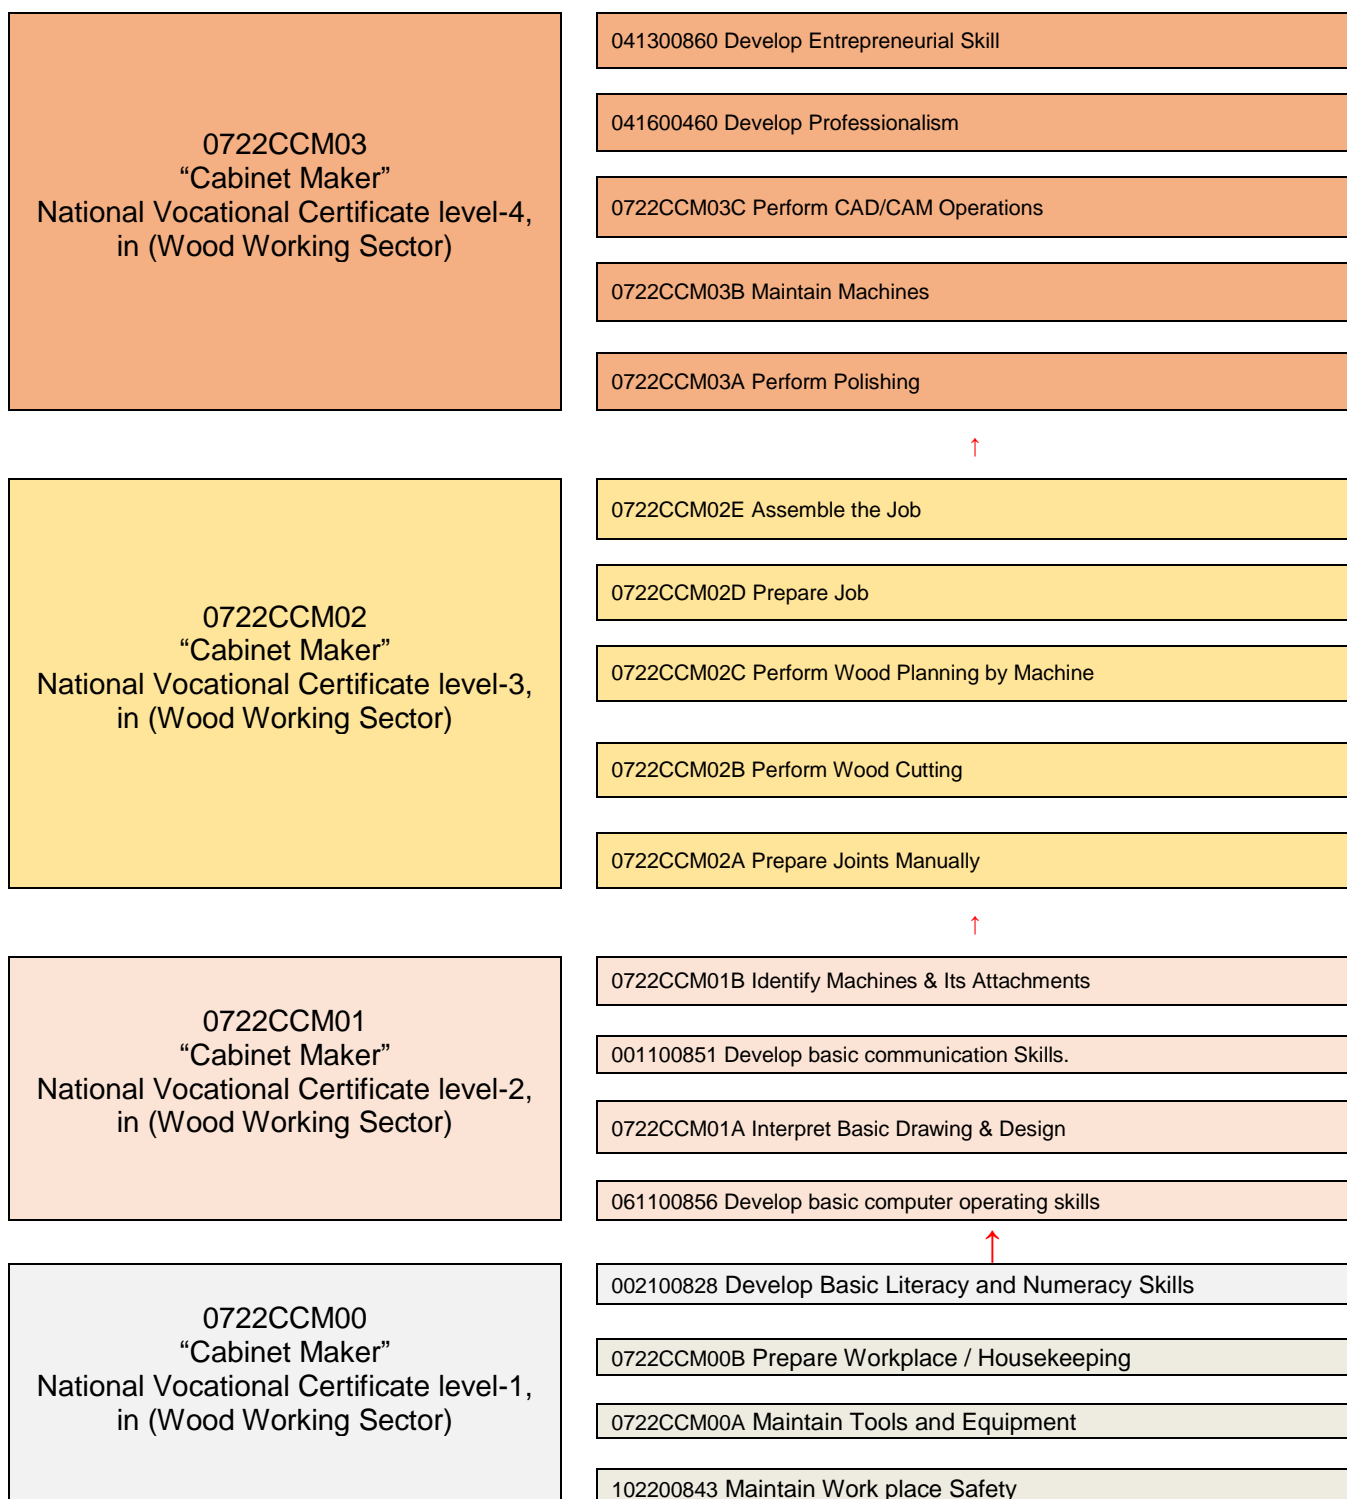 0722CCM03
“Cabinet Maker”
National Vocational Certificate level-4,
in (Wood Working Sector)
041300860 Develop Entrepreneurial Skill
041600460 Develop Professionalism
0722CCM03C Perform CAD/CAM Operations
0722CCM03B Maintain Machines
0722CCM03A Perform Polishing
↑
0722CCM02
“Cabinet Maker”
National Vocational Certificate level-3,
in (Wood Working Sector)
0722CCM02E Assemble the Job
0722CCM02D Prepare Job
0722CCM02C Perform Wood Planning by Machine
0722CCM02B Perform Wood Cutting
0722CCM02A Prepare Joints Manually
↑
0722CCM01
“Cabinet Maker”
National Vocational Certificate level-2,
in (Wood Working Sector)
0722CCM01B Identify Machines & Its Attachments
001100851 Develop basic communication Skills.
0722CCM01A Interpret Basic Drawing & Design
061100856 Develop basic computer operating skills
↑
0722CCM00
“Cabinet Maker”
National Vocational Certificate level-1,
in (Wood Working Sector)
002100828 Develop Basic Literacy and Numeracy Skills
0722CCM00B Prepare Workplace / Housekeeping
0722CCM00A Maintain Tools and Equipment
102200843 Maintain Work place Safety